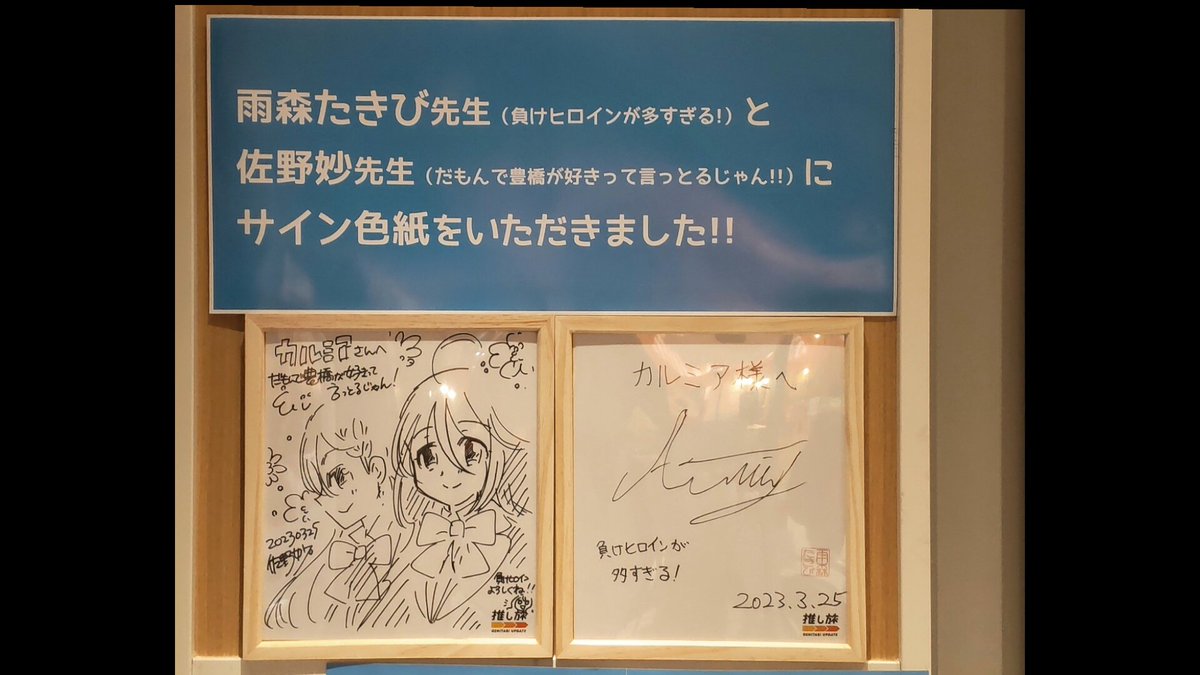 雨森たきび先生（負けヒロインが多すぎる!）と
佐野妙先生（だもんで豊橋が好きって言っとるじゃん!!）に
サイン色紙をいただきました!!
カルミアさんへ
だもんで豊橋が好きって
るっとるじゃん!
20230325
佐野妙
負けヒロイン
よろしくね!!
推し旅
OSHITABI UPDATE
カルミア様へ
負けヒロインが
多すぎる!
2023.3.25
推し旅
OSHITABI UPDATE